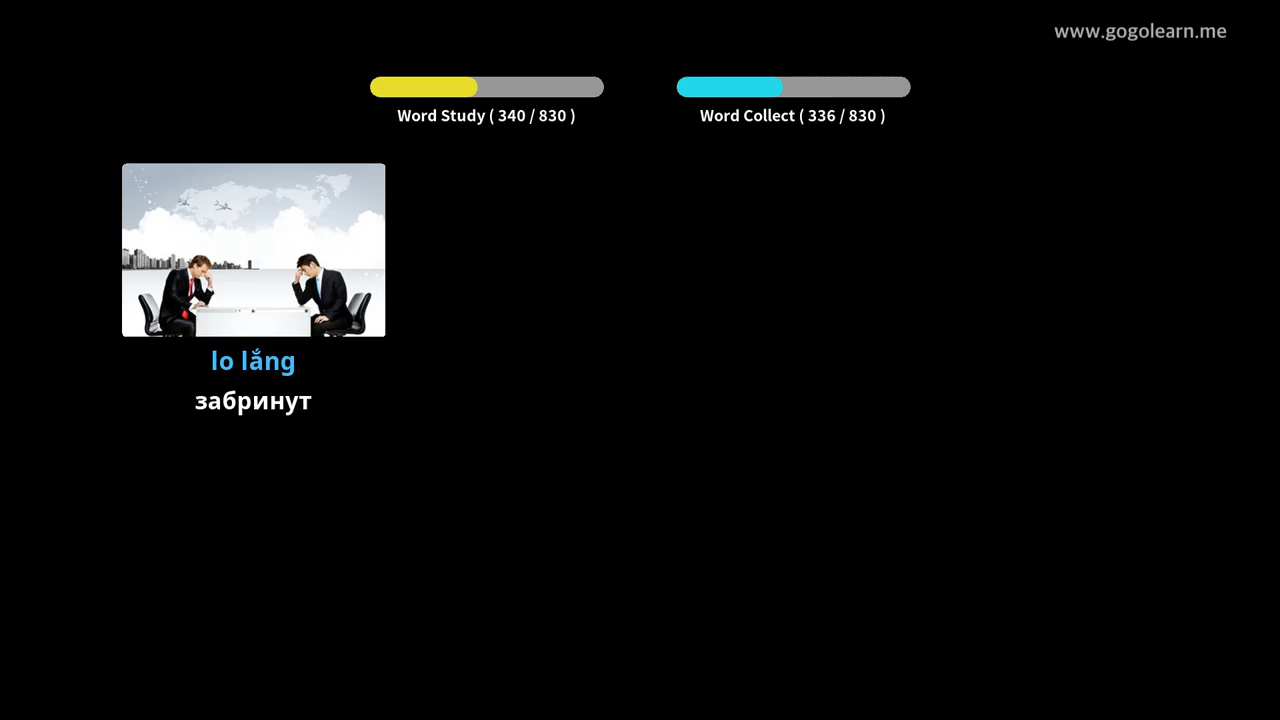 www.gogolearn.me
Word Study ( 340 / 830 )
Word Collect ( 336 / 830 )
lo lắng
забринут